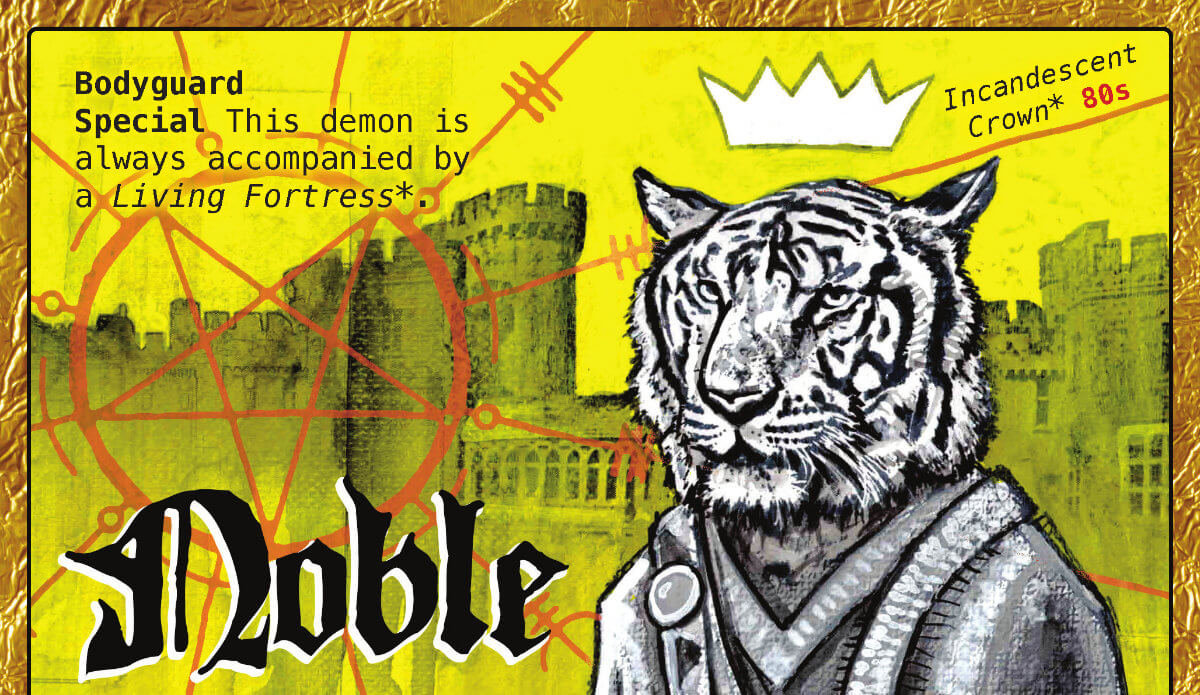 Bodyguard
Special This demon is
always accompanied by
a Living Fortress*.
Incandescent
Crown* 80s
Noble